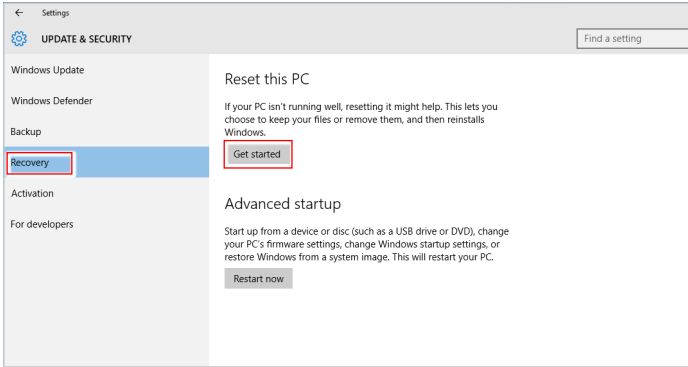 Settings
UPDATE & SECURITY
Find a setting
Windows Update
Windows Defender
Backup
Recovery
Activation
For developers
Reset this PC
If your PC isn't running well, resetting it might help. This lets you
choose to keep your files or remove them, and then reinstalls
Windows.
Get started
Advanced startup
Start up from a device or disc (such as a USB drive or DVD), change
your PC's firmware settings, change Windows startup settings, or
restore Windows from a system image. This will restart your PC.
Restart now